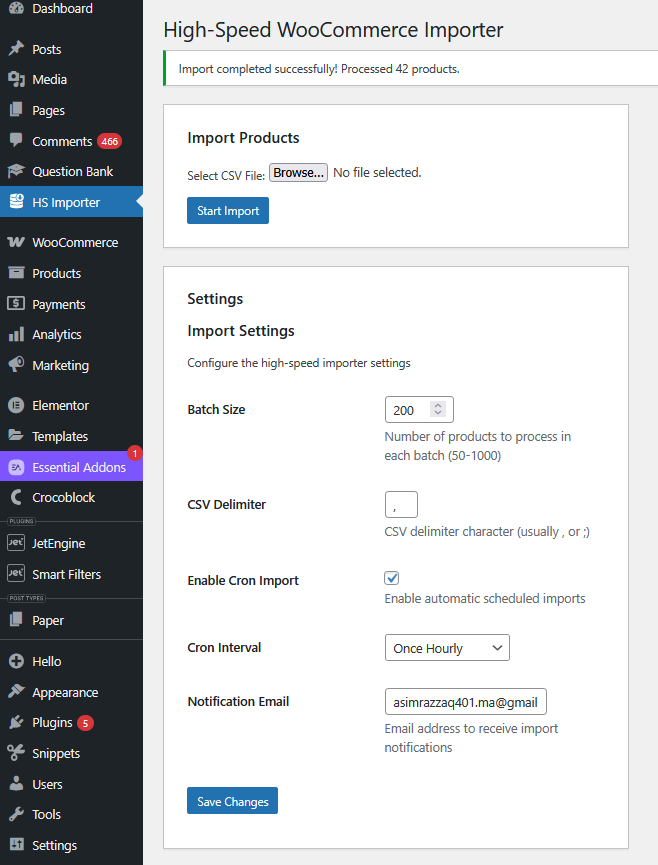 Dashboard
Posts
Media
Pages
Comments 466
Question Bank
HS Importer
WooCommerce
Products
Payments
Analytics
Marketing
Elementor
Templates
Essential Addons 1
Crocoblock
PLUGINS
JetEngine
Smart Filters
POST TYPES
Paper
Hello
Appearance
Plugins 5
Snippets
Users
Tools
Settings
High-Speed WooCommerce Importer
Import completed successfully! Processed 42 products.
Import Products
Select CSV File: Browse... No file selected.
Start Import
Settings
Import Settings
Configure the high-speed importer settings
Batch Size 200
Number of products to process in
each batch (50-1000)
CSV Delimiter ,
CSV delimiter character (usually , or ;)
Enable Cron Import
Enable automatic scheduled imports
Cron Interval Once Hourly
Notification Email asimrazzaq401.ma@gmail
Email address to receive import
notifications
Save Changes